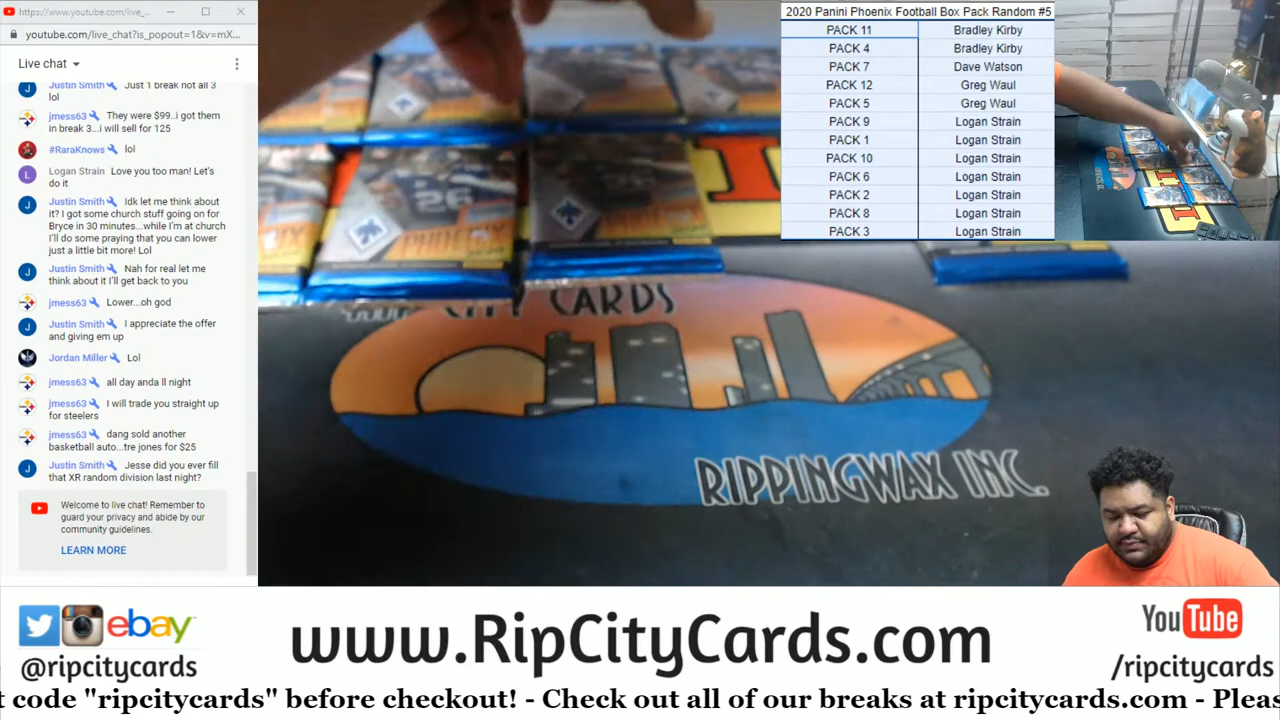 https://www.youtube.com/live_...
youtube.com/live_chat?is_popout=1&v=mX...
Live chat
Justin Smith Just 1 break not all 3
lol
jmess63 They were $99..i got them
in break 3...i will sell for 125
#RaraKnows lol
Logan Strain Love you too man! Let's
do it
Justin Smith Idk let me think about
it? I got some church stuff going on for
Bryce in 30 minutes...while I'm at church
I'll do some praying that you can lower
just a little bit more! Lol
Justin Smith Nah for real let me
think about it I'll get back to you
jmess63 Lower...oh god
Justin Smith I appreciate the offer
and giving em up
Jordan Miller Lol
jmess63 all day anda ll night
jmess63 I will trade you straight up
for steelers
jmess63 dang sold another
basketball auto...tre jones for $25
Justin Smith Jesse did you ever fill
that XR random division last night?
Welcome to live chat! Remember to
guard your privacy and abide by our
community guidelines.
LEARN MORE
2020 Panini Phoenix Football Box Pack Random #5
PACK 11 Bradley Kirby
PACK 4 Bradley Kirby
PACK 7 Dave Watson
PACK 12 Greg Waul
PACK 5 Greg Waul
PACK 9 Logan Strain
PACK 1 Logan Strain
PACK 10 Logan Strain
PACK 6 Logan Strain
PACK 2 Logan Strain
PACK 8 Logan Strain
PACK 3 Logan Strain
26
CITY CARDS
RIPPINGWAX INC.
ebay
@ripcitycards
www.RipCityCards.com
YouTube
/ripcitycards
t code "ripcitycards" before checkout! - Check out all of our breaks at ripcitycards.com - Pleas